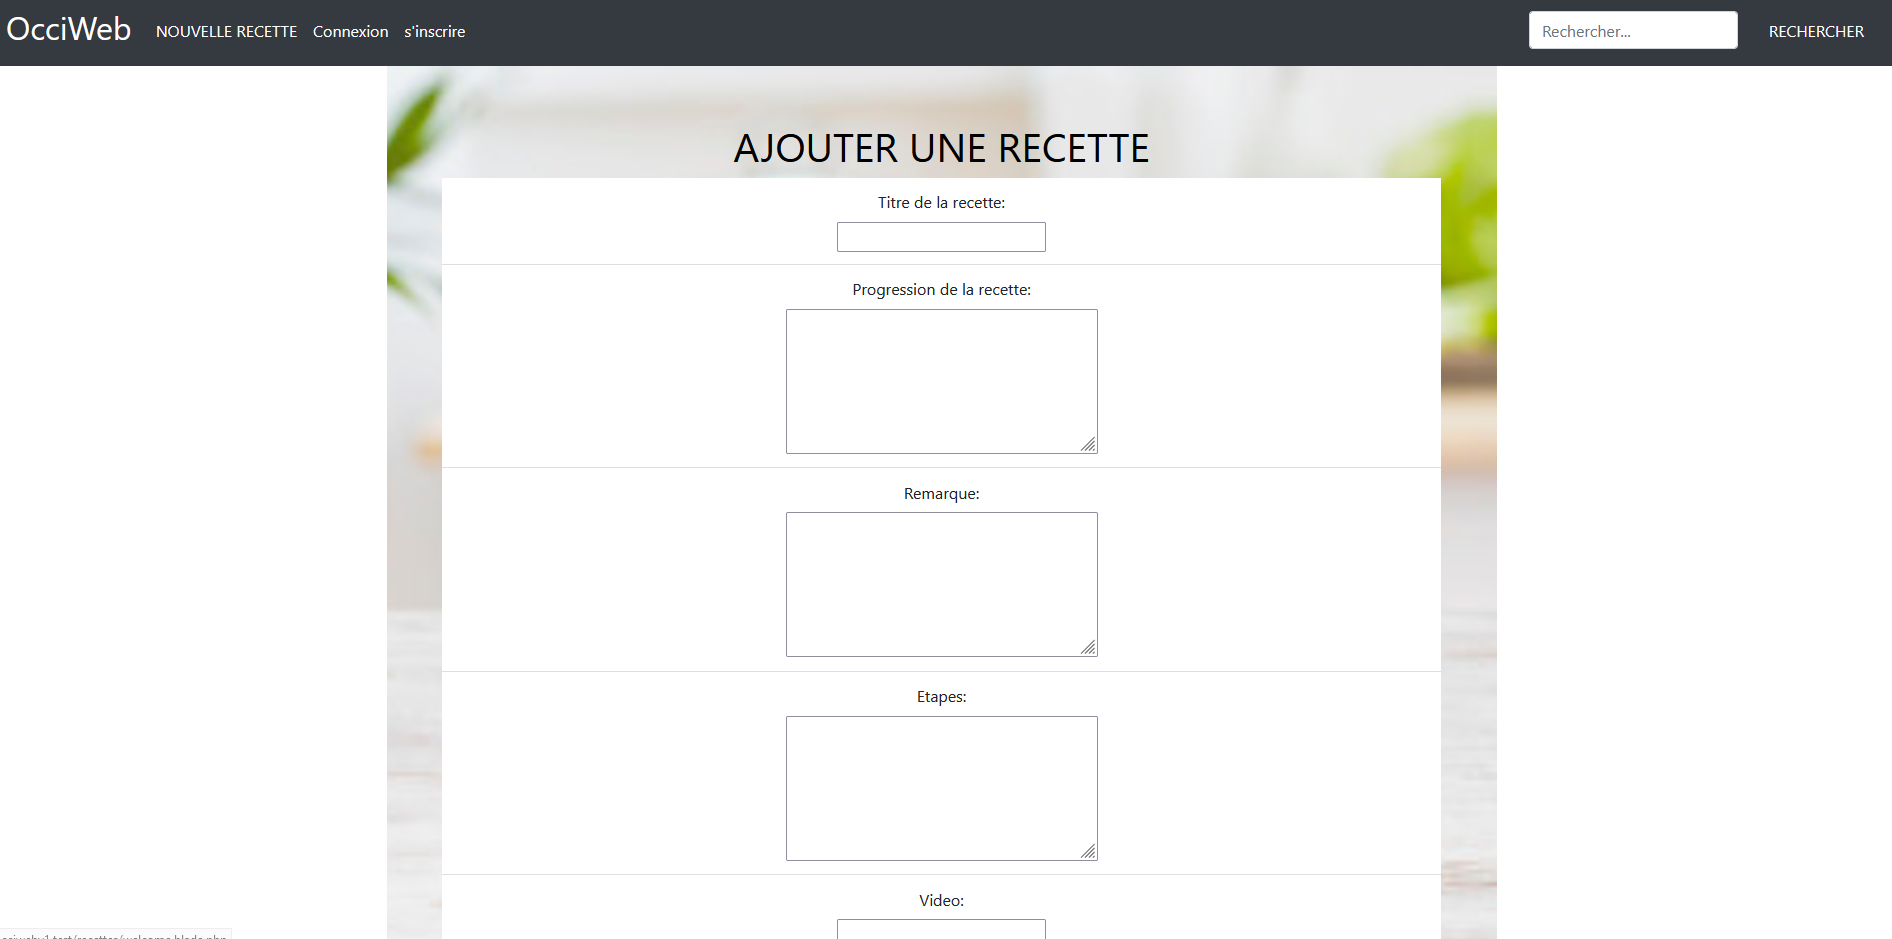 OcciWeb NOUVELLE RECETTE Connexion s'inscrire Rechercher... RECHERCHER
AJOUTER UNE RECETTE
Titre de la recette:
Progression de la recette:
Remarque:
Etapes:
Video: